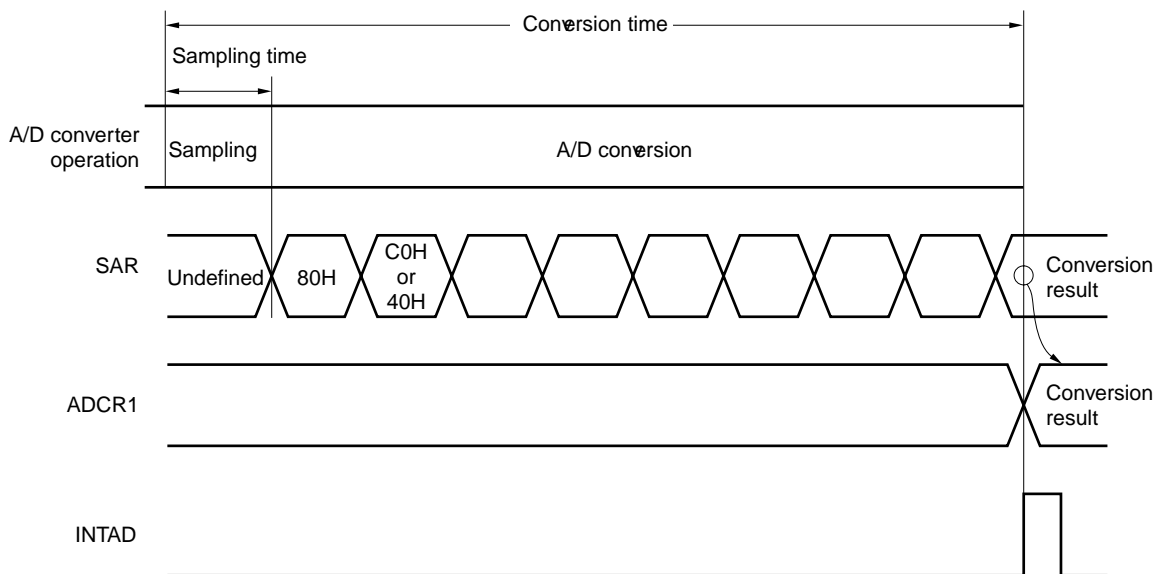 Conversion time
Sampling time
A/D converter
operation
Sampling
A/D conversion
SAR
Undefined
80H
C0H
or
40H
Conversion
result
ADCR1
Conversion
result
INTAD